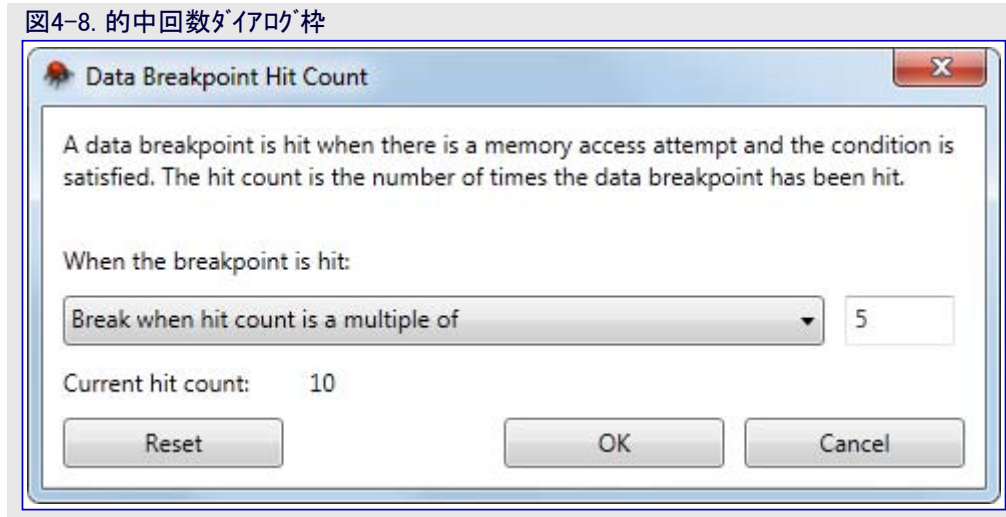 図4-8. 的中回数ﾀﾞｲｱﾛｸﾞ枠
Data Breakpoint Hit Count
A data breakpoint is hit when there is a memory access attempt and the condition is
satisfied. The hit count is the number of times the data breakpoint has been hit.
When the breakpoint is hit:
Break when hit count is a multiple of 5
Current hit count: 10
Reset OK Cancel